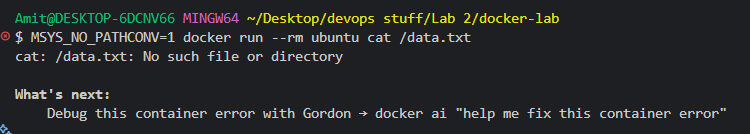 Amit@DESKTOP-6DCNV66 MINGW64 ~/Desktop/devops stuff/Lab 2/docker-lab
$ MSYS_NO_PATHCONV=1 docker run --rm ubuntu cat /data.txt
cat: /data.txt: No such file or directory
What's next:
Debug this container error with Gordon → docker ai "help me fix this container error"